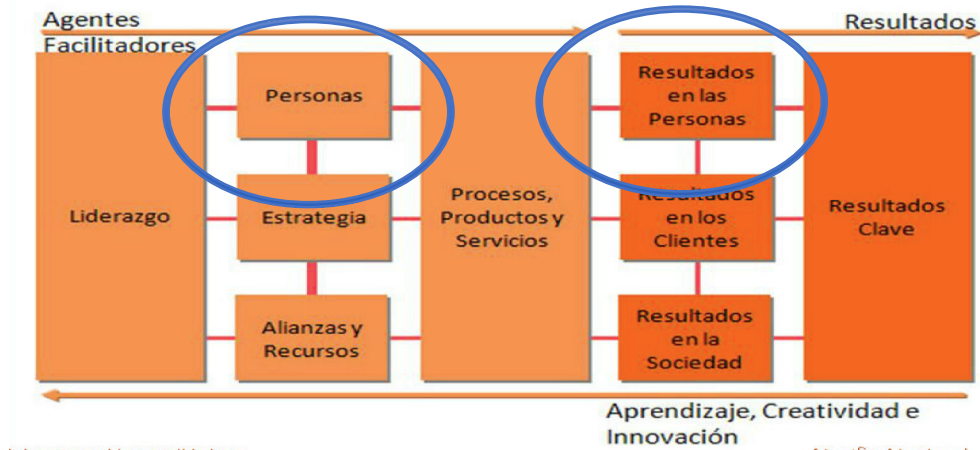 Agentes
Facilitadores
Resultados
Liderazgo
Personas
Estrategia
Alianzas y
Recursos
Procesos,
Productos y
Servicios
Resultados
en las
Personas
Resultados
en los
Clientes
Resultados
en la
Sociedad
Resultados
Clave
Aprendizaje, Creatividad e
Innovación